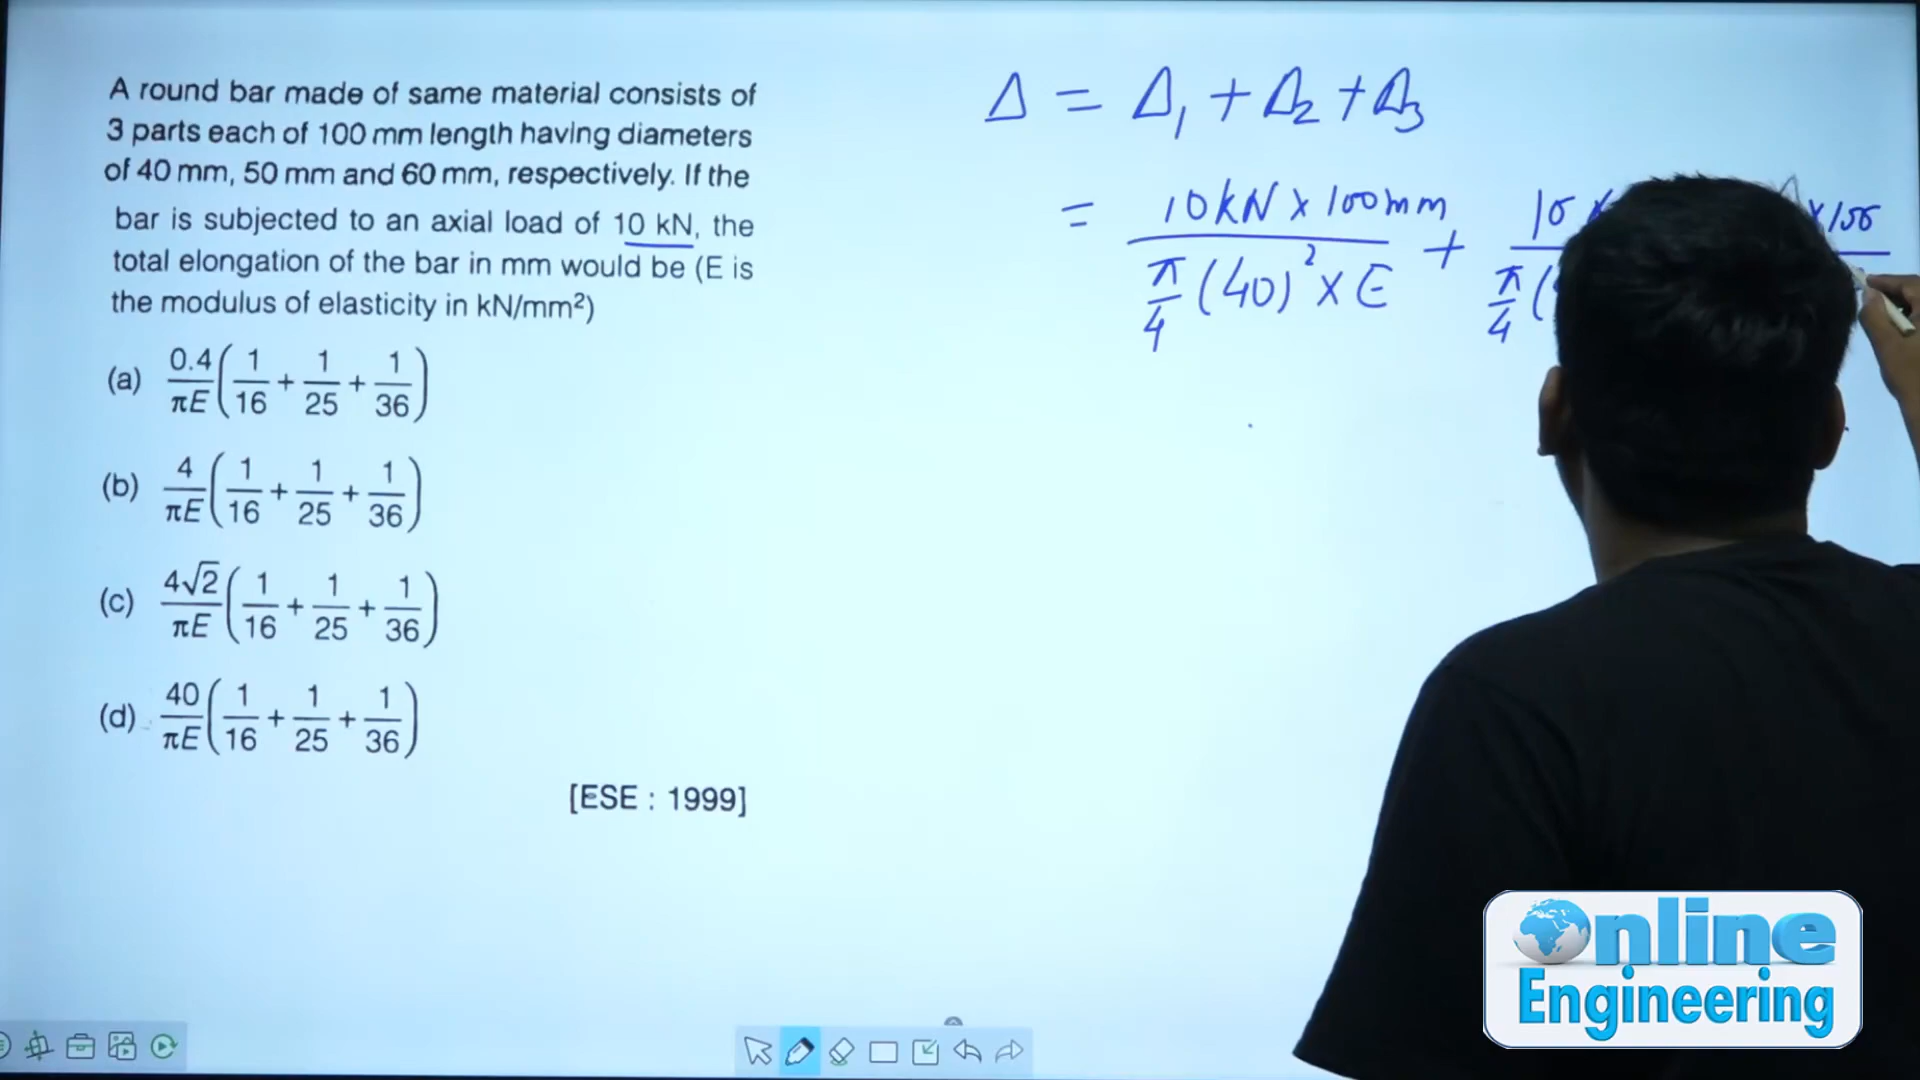 A round bar made of same material consists of
3 parts each of 100 mm length having diameters
of 40 mm, 50 mm and 60 mm, respectively. If the
bar is subjected to an axial load of 10 kN, the
total elongation of the bar in mm would be (E is
the modulus of elasticity in kN/mm²)
(a) 0.4/πE (1/16 + 1/25 + 1/36)
(b) 4/πE (1/16 + 1/25 + 1/36)
(c) 4√2/πE (1/16 + 1/25 + 1/36)
(d) 40/πE (1/16 + 1/25 + 1/36)
[ESE : 1999]
Δ = Δ₁ + Δ₂ + Δ₃
= 10kN × 100mm / π/4 (40)² × E + 10 × / π/4 ( × 100
Online
Engineering